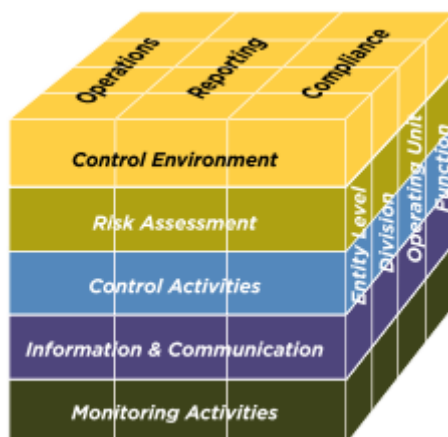 Operations
Reporting
Compliance
Control Environment
Risk Assessment
Control Activities
Information & Communication
Monitoring Activities
Entity Level
Division
Operating Unit
Function